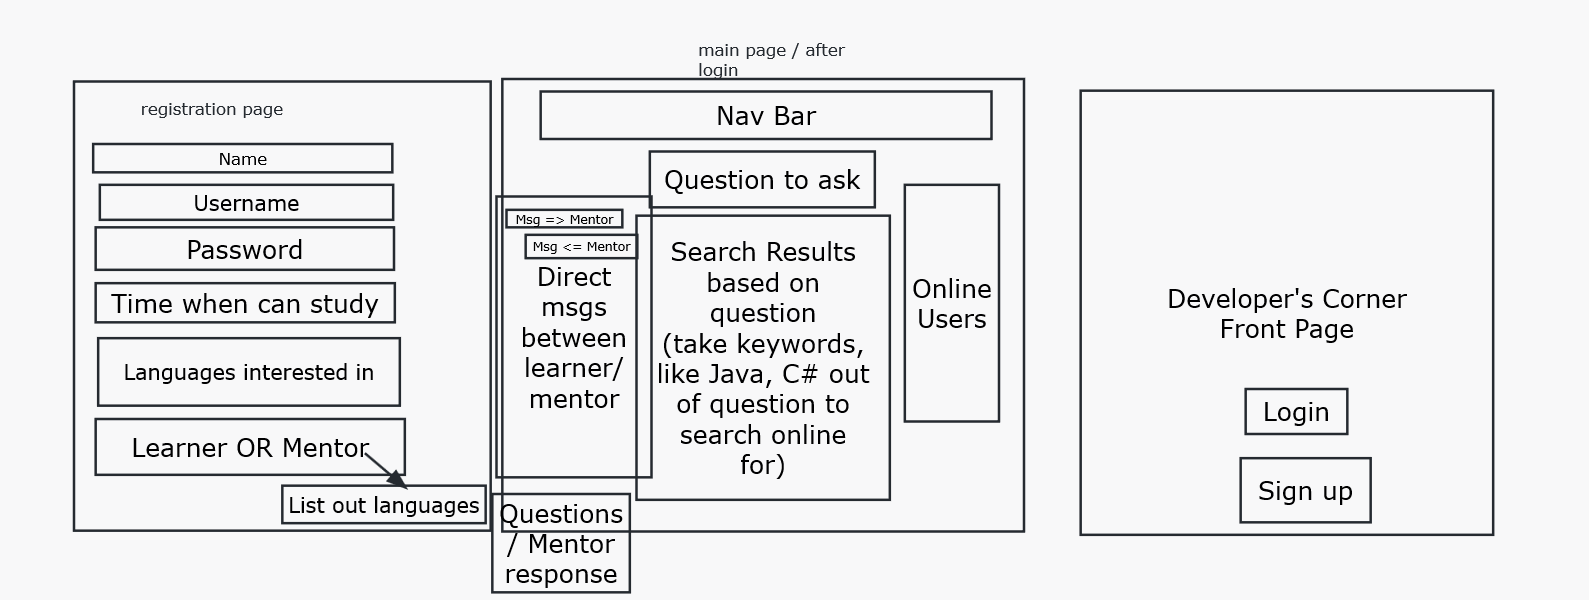 registration page
Name
Username
Password
Time when can study
Languages interested in
Learner OR Mentor
List out languages
main page / after
login
Nav Bar
Question to ask
Msg => Mentor
Msg <= Mentor
Direct
msgs
between
learner/
mentor
Search Results
based on
question
(take keywords,
like Java, C# out
of question to
search online
for)
Online
Users
Questions
/ Mentor
response
Developer's Corner
Front Page
Login
Sign up